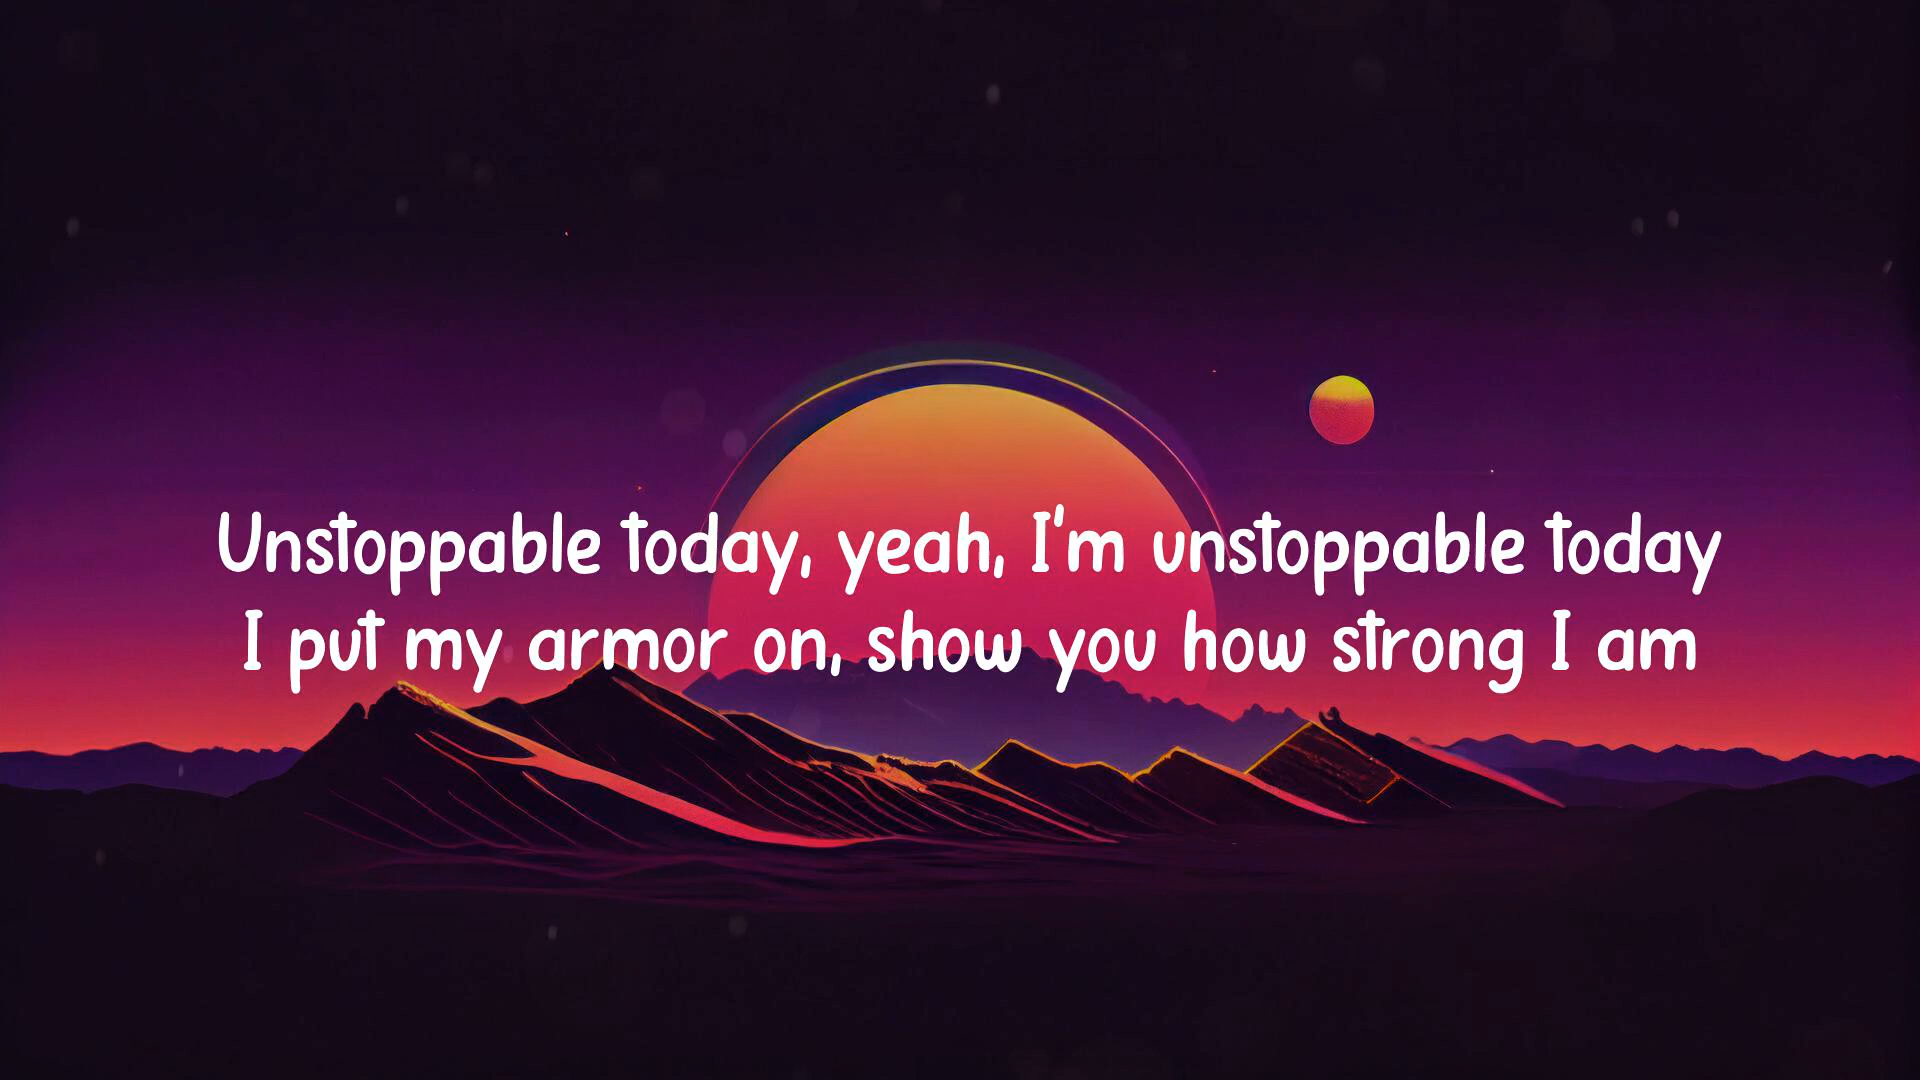 Unstoppable today, yeah, I'm unstoppable today
I put my armor on, show you how strong I am